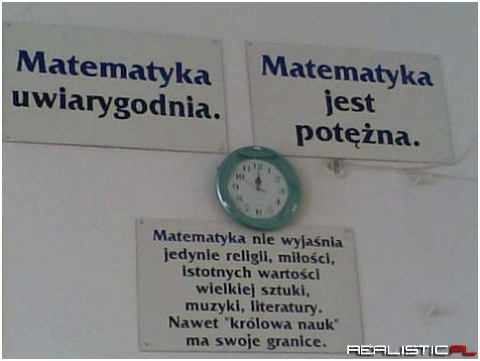 Matematyka
uwiarygodnia.
Matematyka
jest
potężna.
Matematyka nie wyjaśnia
jedynie religii, miłości,
istotnych wartości
wielkiej sztuki,
muzyki, literatury.
Nawet "królowa nauk"
ma swoje granice.
REALISTIC.PL